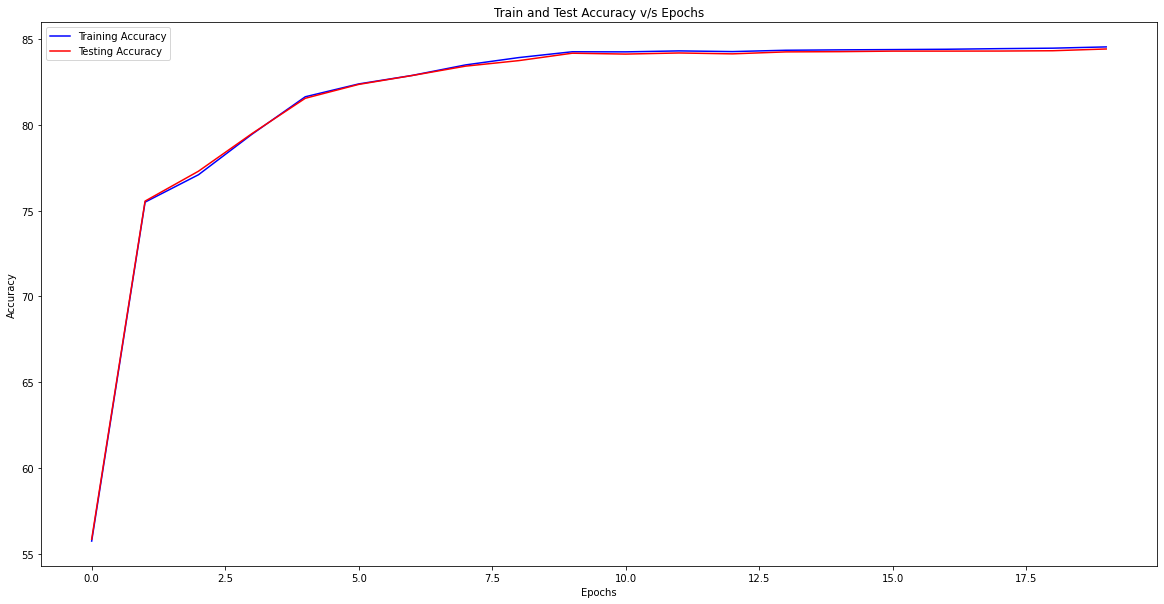 Train and Test Accuracy v/s Epochs
Training Accuracy
Testing Accuracy
85
80
75
70
65
60
55
Accuracy
0.0 2.5 5.0 7.5 10.0 12.5 15.0 17.5
Epochs